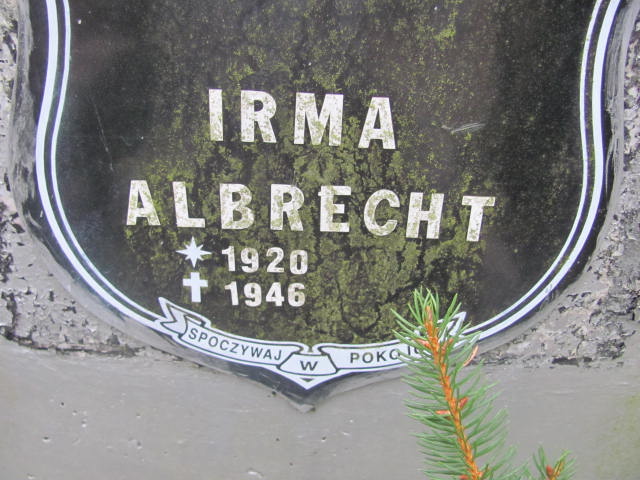 IRMA
ALBRECHT
1920
1946
SPOCZYWAJ W